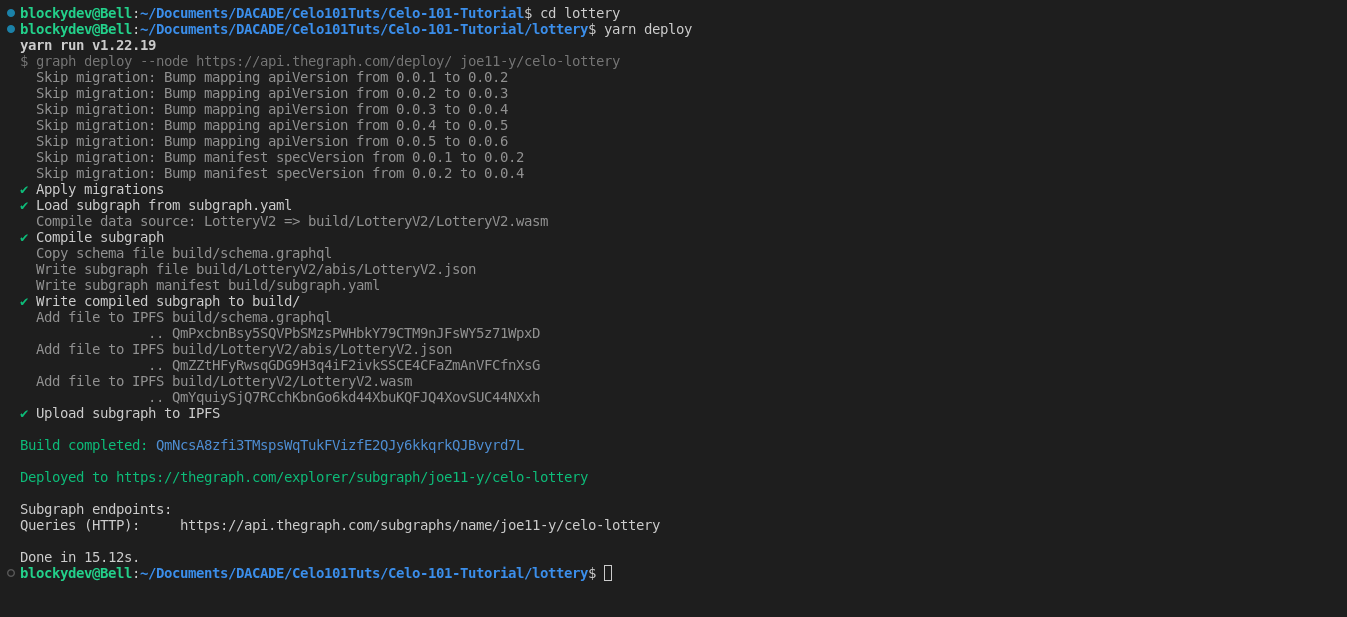 blockydev@Bell:~/Documents/DACADE/Celo101Tuts/Celo-101-Tutorial$ cd lottery
blockydev@Bell:~/Documents/DACADE/Celo101Tuts/Celo-101-Tutorial/lottery$ yarn deploy
yarn run v1.22.19
$ graph deploy --node https://api.thegraph.com/deploy/ joe11-y/celo-lottery
Skip migration: Bump mapping apiVersion from 0.0.1 to 0.0.2
Skip migration: Bump mapping apiVersion from 0.0.2 to 0.0.3
Skip migration: Bump mapping apiVersion from 0.0.3 to 0.0.4
Skip migration: Bump mapping apiVersion from 0.0.4 to 0.0.5
Skip migration: Bump mapping apiVersion from 0.0.5 to 0.0.6
Skip migration: Bump manifest specVersion from 0.0.1 to 0.0.2
Skip migration: Bump manifest specVersion from 0.0.2 to 0.0.4
✔ Apply migrations
✔ Load subgraph from subgraph.yaml
Compile data source: LotteryV2 => build/LotteryV2/LotteryV2.wasm
✔ Compile subgraph
Copy schema file build/schema.graphql
Write subgraph file build/LotteryV2/abis/LotteryV2.json
Write subgraph manifest build/subgraph.yaml
✔ Write compiled subgraph to build/
Add file to IPFS build/schema.graphql
.. QmPxcbnBsy5SQVPbSMzsPWHbkY79CTM9nJFsWY5z71WpxD
Add file to IPFS build/LotteryV2/abis/LotteryV2.json
.. QmZZtHFyRwsqGDG9H3q4iF2ivkSSCE4CFaZmAnVFCfnXsG
Add file to IPFS build/LotteryV2/LotteryV2.wasm
.. QmYquiySjQ7RCchKbnGo6kd44XbuKQFJQ4XovSUC44NXxh
✔ Upload subgraph to IPFS
Build completed: QmNcsA8zfi3TMspsWqTukFVizfE2QJy6kkqrkQJBvyrd7L
Deployed to https://thegraph.com/explorer/subgraph/joe11-y/celo-lottery
Subgraph endpoints:
Queries (HTTP):     https://api.thegraph.com/subgraphs/name/joe11-y/celo-lottery
Done in 15.12s.
blockydev@Bell:~/Documents/DACADE/Celo101Tuts/Celo-101-Tutorial/lottery$